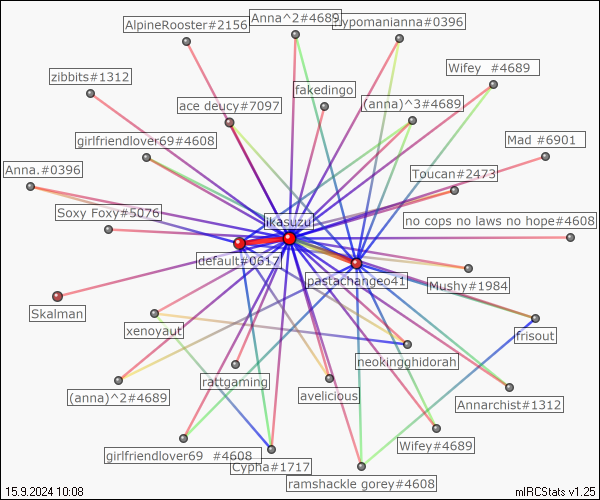 Anna^2#4689
AlpineRooster#2156
hypomanianna#0396
Wifey  #4689
zibbits#1312
fakedingo
ace deucy#7097
(anna)^3#4689
girlfriendlover69#4608
Mad #6901
Anna.#0396
Toucan#2473
Soxy Foxy#5076
ikasuzu
no cops no laws no hope#4608
default#0617
pastachangeo41
Mushy#1984
Skalman
xenoyaut
frisout
neokingghidorah
rattgaming
(anna)^2#4689
avelicious
Annarchist#1312
Wifey#4689
girlfriendlover69  #4608
Cypha#1717
ramshackle gorey#4608
15.9.2024 10:08
mIRCStats v1.25